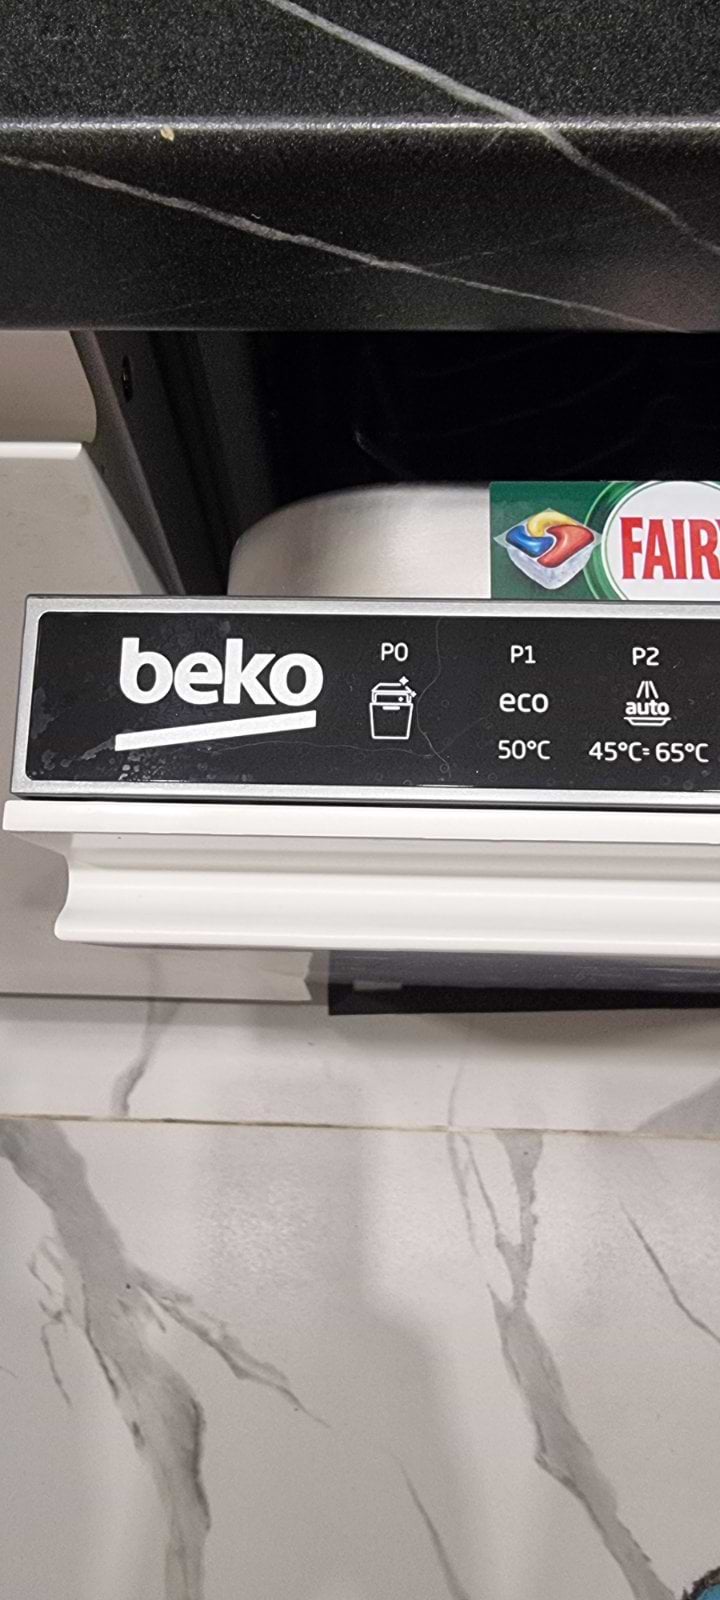 FAIR
beko
P0
P1
P2
eco
auto
50°C
45°C= 65°C